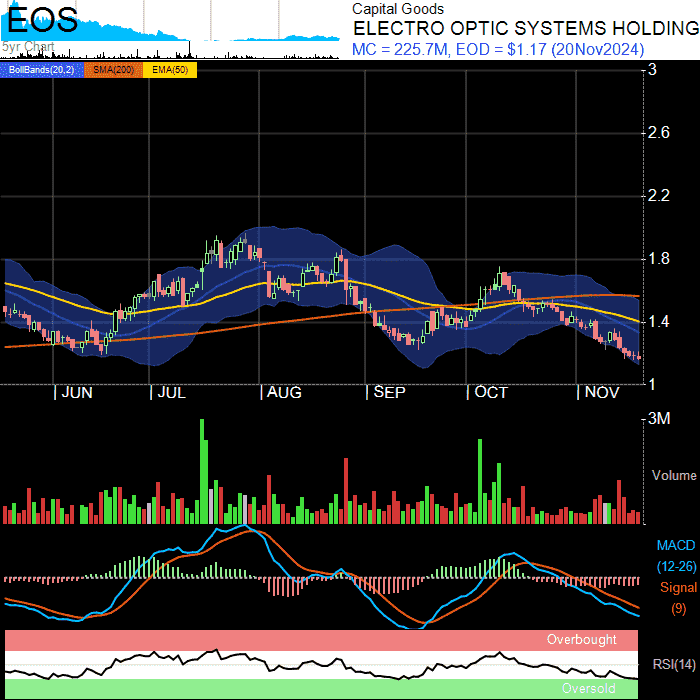 EOS
5yr Chart
Capital Goods
ELECTRO OPTIC SYSTEMS HOLDING
MC = 225.7M, EOD = $1.17 (20Nov2024)
BollBands(20,2) SMA(200) EMA(50)
3
2.6
2.2
1.8
1.4
1
JUN JUL AUG SEP OCT NOV
3M
Volume
MACD
(12-26)
Signal
(9)
Overbought
RSI(14)
Oversold